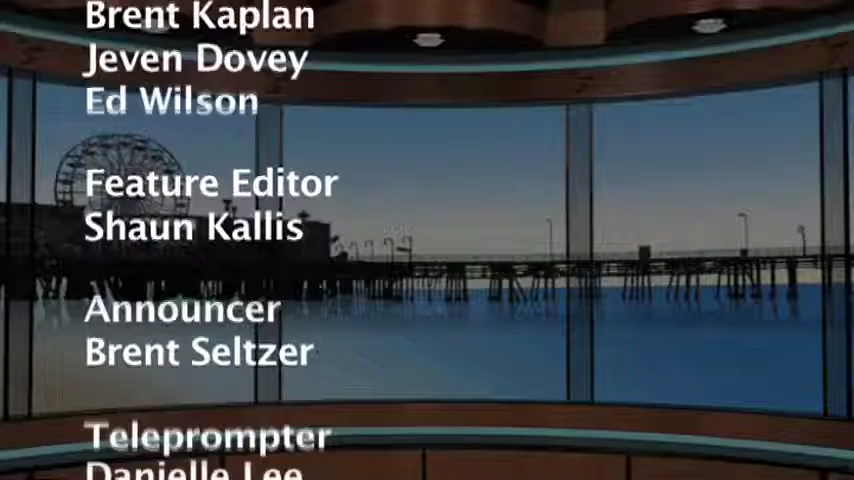 Brent Kaplan
Jeven Dovey
Ed Wilson
Feature Editor
Shaun Kallis
Announcer
Brent Seltzer
Teleprompter
Danielle Lee